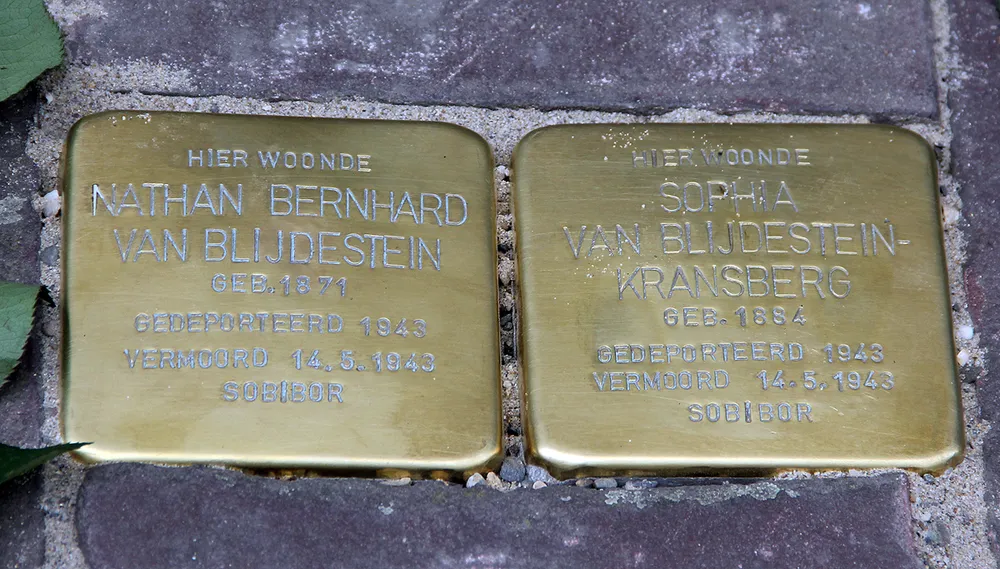 HIER WOONDE
NATHAN BERNHARD
VAN BLIJDESTEIN
GEB. 1871
GEDEPORTEERD 1943
VERMOORD 14.5.1943
SOBIBOR
HIER WOONDE
SOPHIA
VAN BLIJDESTEIN-
KRANSBERG
GEB. 1884
GEDEPORTEERD 1943
VERMOORD 14.5.1943
SOBIBOR